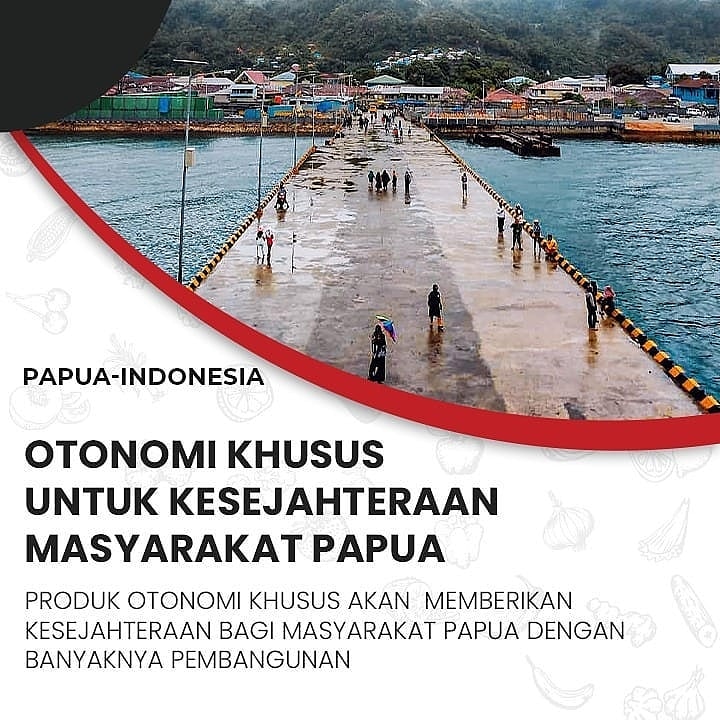 PAPUA-INDONESIA
OTONOMI KHUSUS
UNTUK KESEJAHTERAAN
MASYARAKAT PAPUA
PRODUK OTONOMI KHUSUS AKAN MEMBERIKAN
KESEJAHTERAAN BAGI MASYARAKAT PAPUA DENGAN
BANYAKNYA PEMBANGUNAN